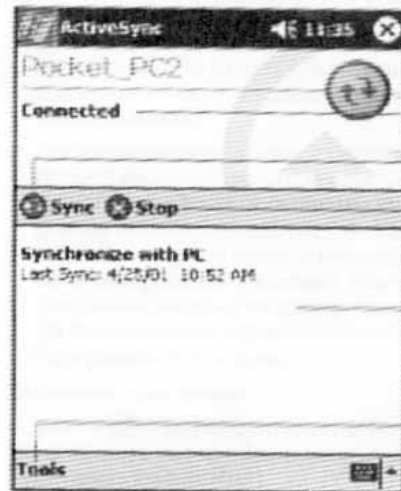 ActiveSync 11:35
Pocket_PC2
Connected
Sync Stop
Synchronize with PC
Last Sync: 4/25/01 10:52 AM
Tools